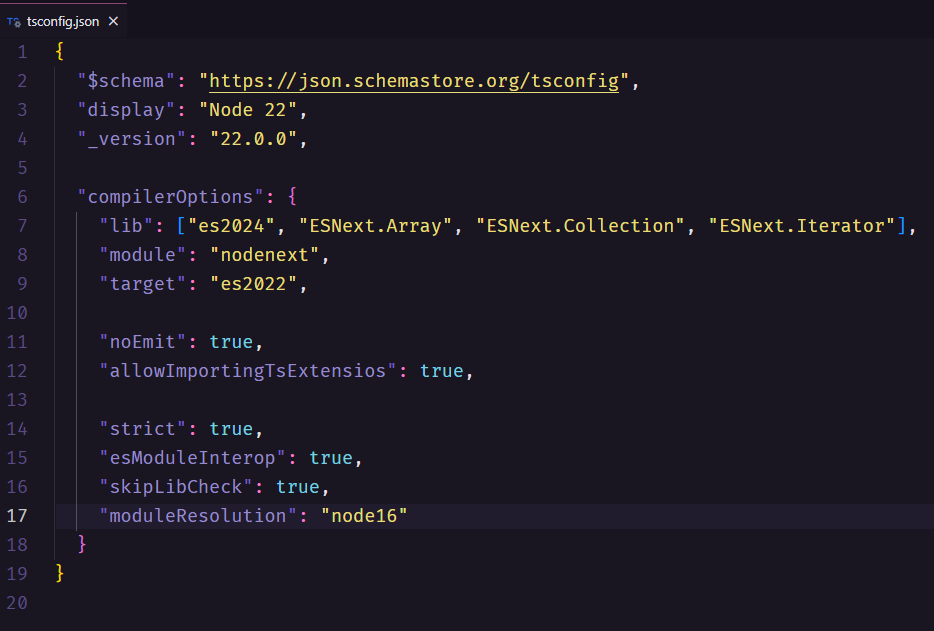 tsconfig.json ×
1 {
2 "$schema": "https://json.schemastore.org/tsconfig",
3 "display": "Node 22",
4 "_version": "22.0.0",
5
6 "compilerOptions": {
7 "lib": ["es2024", "ESNext.Array", "ESNext.Collection", "ESNext.Iterator"],
8 "module": "nodenext",
9 "target": "es2022",
10
11 "noEmit": true,
12 "allowImportingTsExtensios": true,
13
14 "strict": true,
15 "esModuleInterop": true,
16 "skipLibCheck": true,
17 "moduleResolution": "node16"
18 }
19 }
20